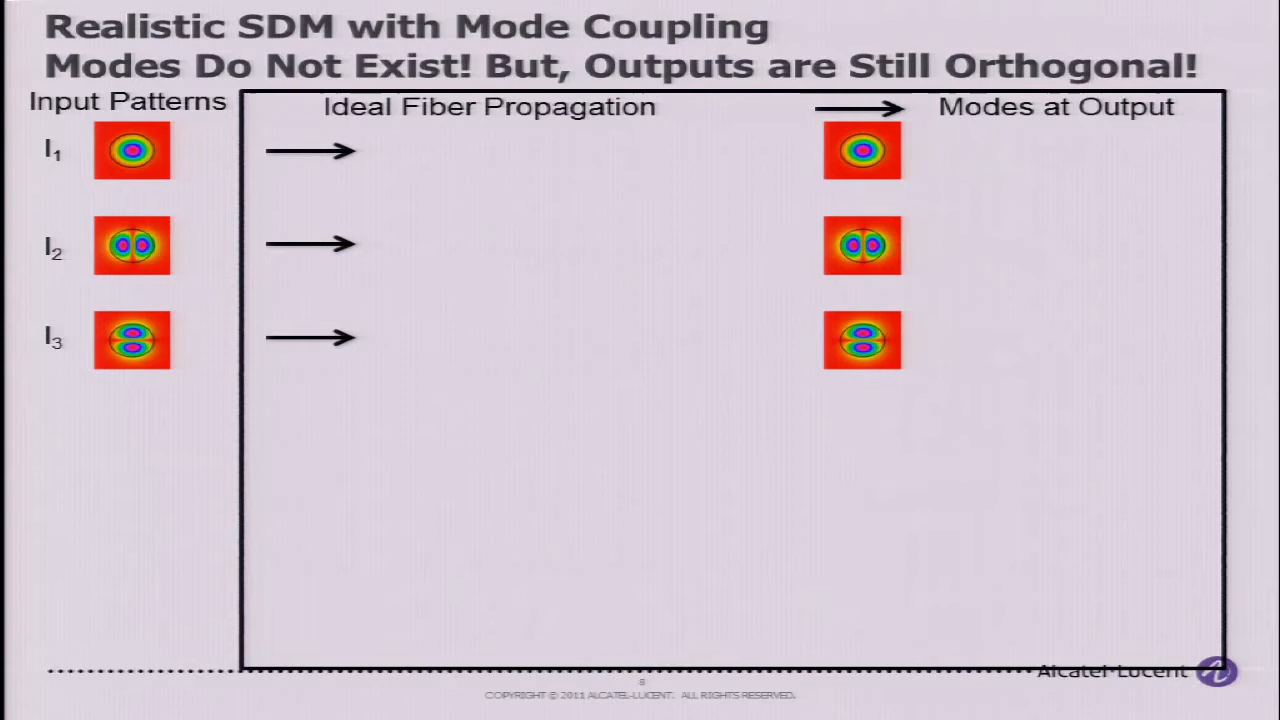 Realistic SDM with Mode Coupling
Modes Do Not Exist! But, Outputs are Still Orthogonal!
Input Patterns
Ideal Fiber Propagation
Modes at Output
I1
I2
I3
Alcatel-Lucent
8
COPYRIGHT © 2011 ALCATEL-LUCENT. ALL RIGHTS RESERVED.